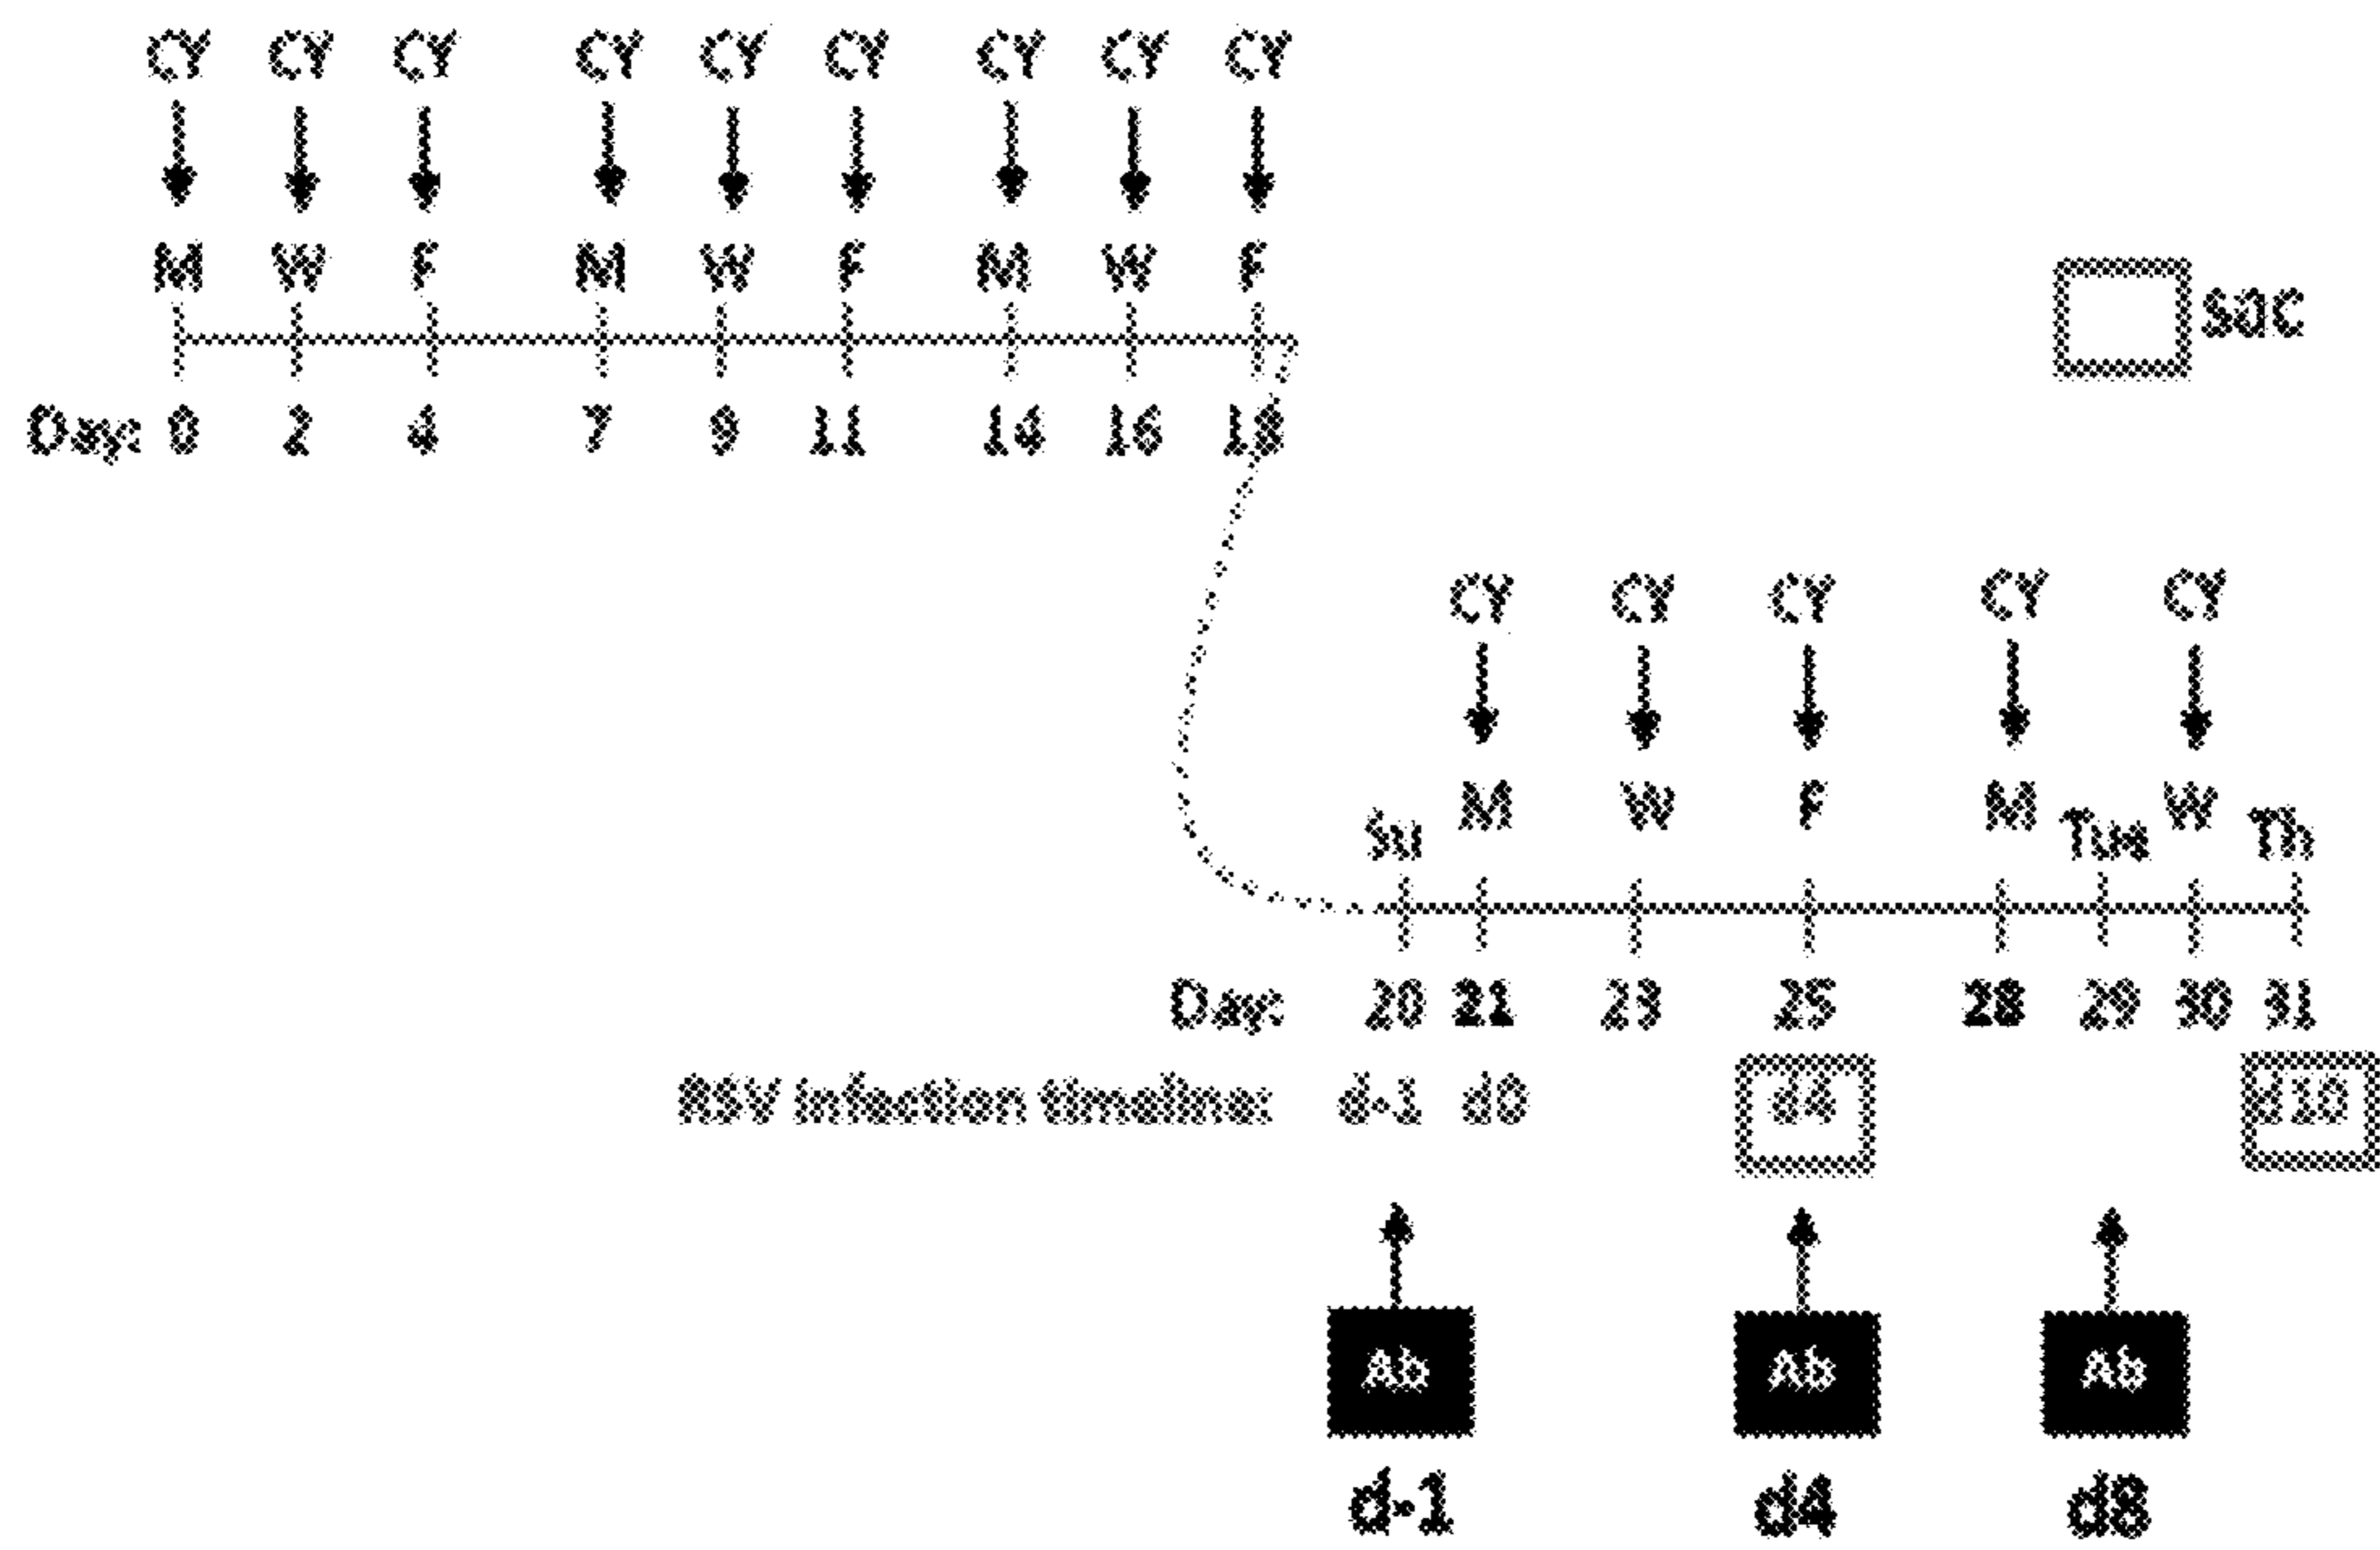 CY CY CY CY CY CY CY CY CY
M W F M W F M W F
sac
Day: 0 2 4 7 9 11 14 16 18
CY CY CY CY CY
Su M W F M Tue W Th
Day: 20 21 23 25 28 29 30 31
RSV infection timeline: d-1 d0 d4 d10
Ab Ab Ab
d-1 d4 d8